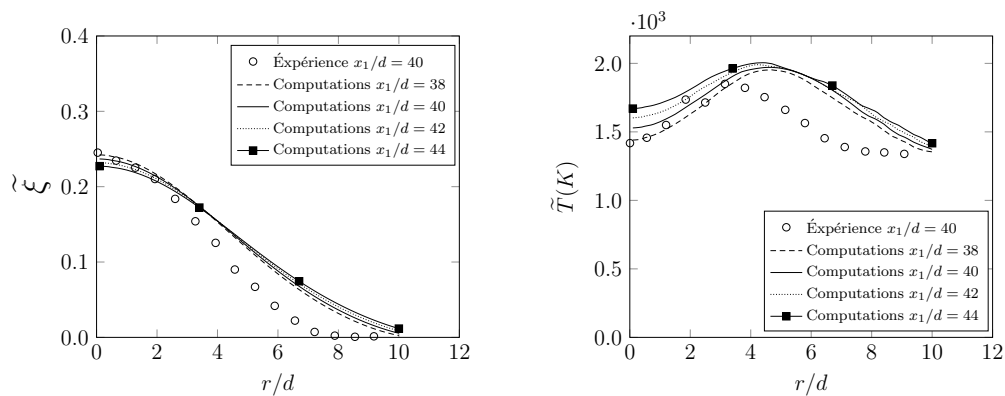 0.4
0.3
0.2
0.1
0.0
0 2 4 6 8 10 12
r/d
ξ̃
Éxpérience x₁/d = 40
Computations x₁/d = 38
Computations x₁/d = 40
Computations x₁/d = 42
Computations x₁/d = 44
·10³
2.0
1.5
1.0
0.5
0.0
0 2 4 6 8 10 12
r/d
T̃(K)
Éxpérience x₁/d = 40
Computations x₁/d = 38
Computations x₁/d = 40
Computations x₁/d = 42
Computations x₁/d = 44